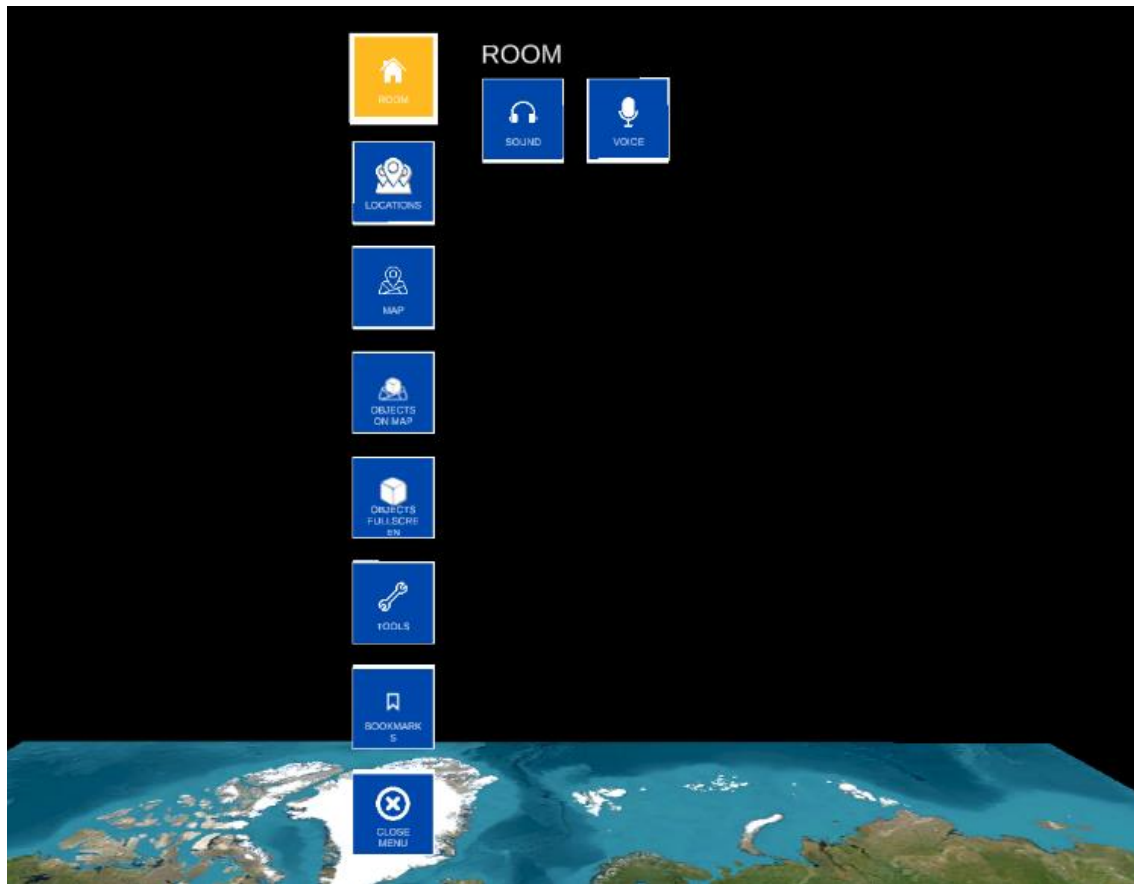 ROOM
ROOM
SOUND
VOICE
LOCATIONS
MAP
OBJECTS
ON MAP
OBJECTS
FULLSCRE
EN
TOOLS
BOOKMARK
S
CLOSE
MENU